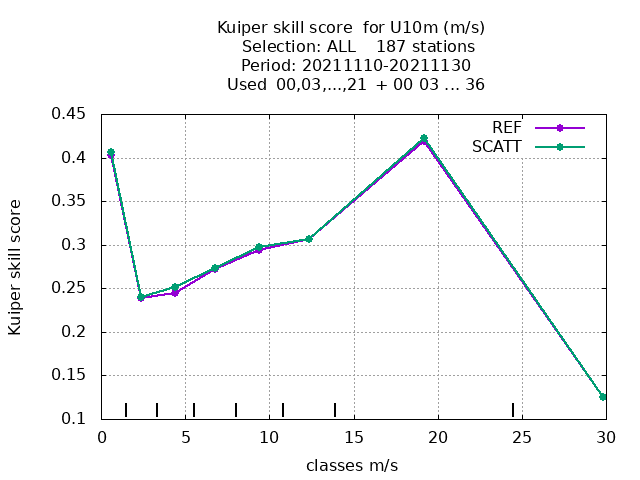 Kuiper skill score for U10m (m/s)
Selection: ALL 187 stations
Period: 20211110-20211130
Used 00,03,...,21 + 00 03 ... 36
REF
SCATT
Kuiper skill score
0.45
0.4
0.35
0.3
0.25
0.2
0.15
0.1
0 5 10 15 20 25 30
classes m/s